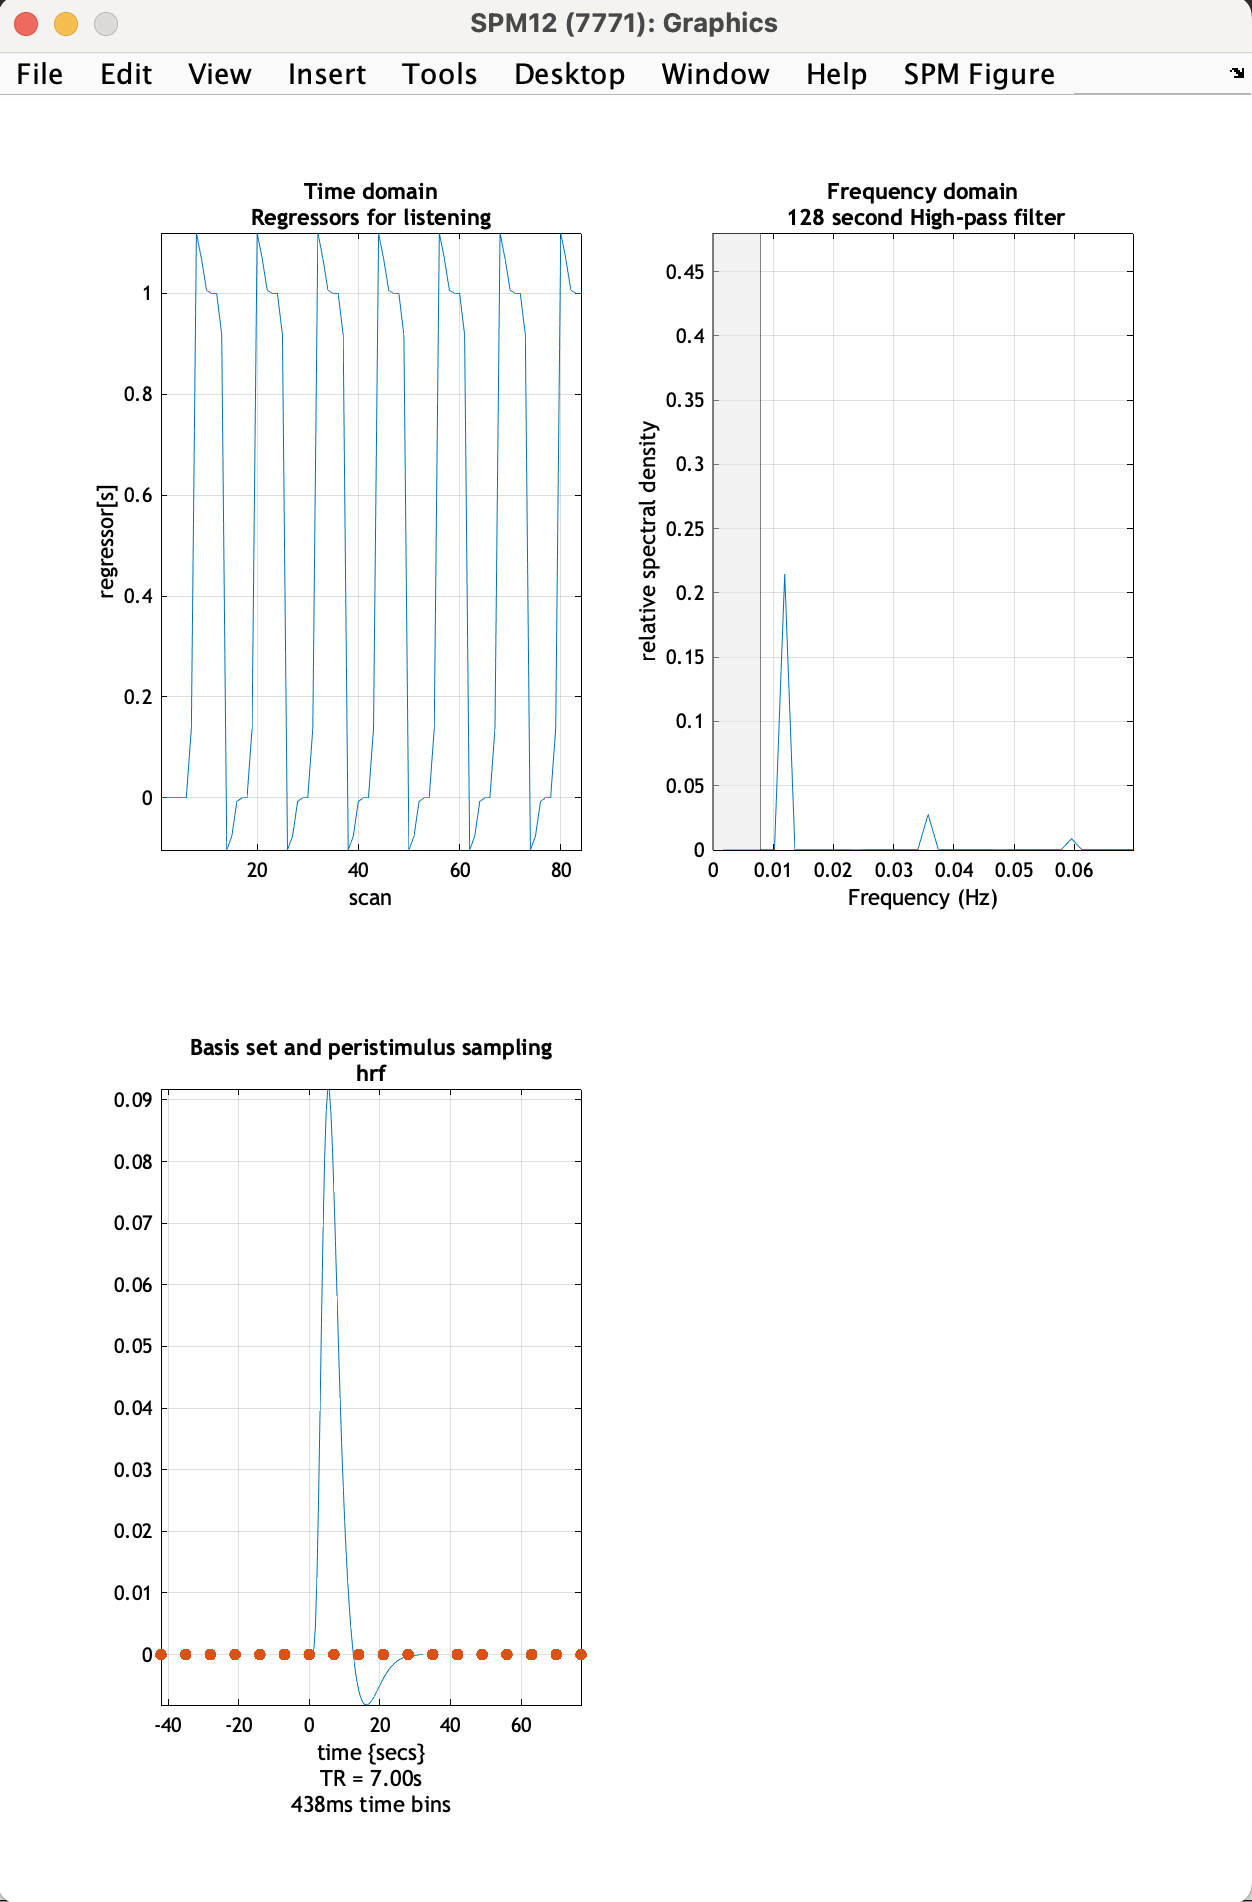 SPM12 (7771): Graphics
File Edit View Insert Tools Desktop Window Help SPM Figure
Time domain
Regressors for listening
1
0.8
0.6
0.4
0.2
0
regressor[s]
20 40 60 80
scan
Frequency domain
128 second High-pass filter
0.45
0.4
0.35
0.3
0.25
0.2
0.15
0.1
0.05
0
relative spectral density
0 0.01 0.02 0.03 0.04 0.05 0.06
Frequency (Hz)
Basis set and peristimulus sampling
hrf
0.09
0.08
0.07
0.06
0.05
0.04
0.03
0.02
0.01
0
-40 -20 0 20 40 60
time {secs}
TR = 7.00s
438ms time bins